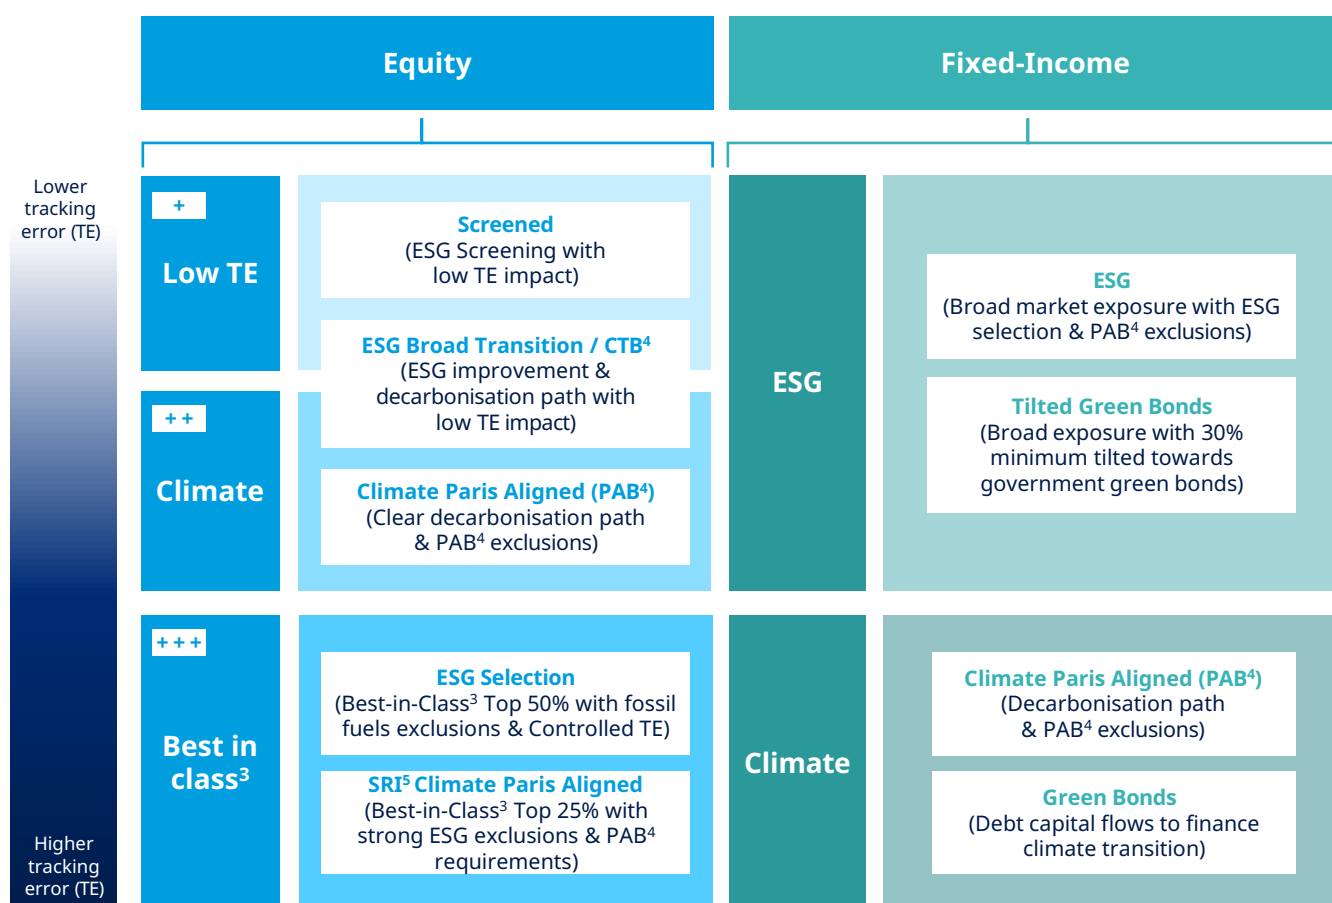 Equity
Fixed-Income
Lower
tracking
error (TE)
+
Low TE
Screened
(ESG Screening with
low TE impact)
ESG Broad Transition / CTB⁴
(ESG improvement &
decarbonisation path with
low TE impact)
+ +
Climate
Climate Paris Aligned (PAB⁴)
(Clear decarbonisation path
& PAB⁴ exclusions)
+ + +
Best in
class³
ESG Selection
(Best-in-Class³ Top 50% with fossil
fuels exclusions & Controlled TE)
SRI⁵ Climate Paris Aligned
(Best-in-Class³ Top 25% with
strong ESG exclusions & PAB⁴
requirements)
Higher
tracking
error (TE)
ESG
ESG
(Broad market exposure with ESG
selection & PAB⁴ exclusions)
Tilted Green Bonds
(Broad exposure with 30%
minimum tilted towards
government green bonds)
Climate
Climate Paris Aligned (PAB⁴)
(Decarbonisation path
& PAB⁴ exclusions)
Green Bonds
(Debt capital flows to finance
climate transition)